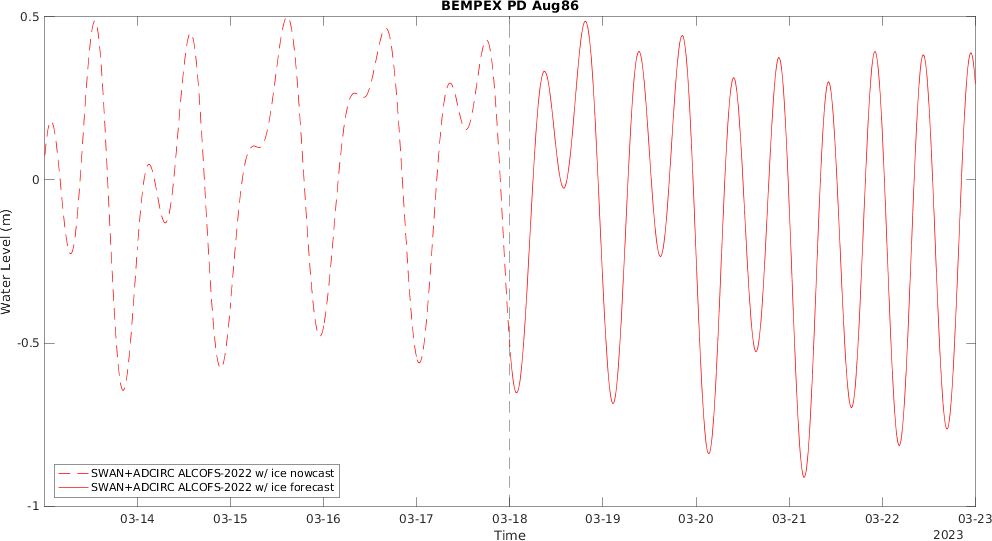 BEMPEX PD Aug86
0.5
0
-0.5
-1
Water Level (m)
SWAN+ADCIRC ALCOFS-2022 w/ ice nowcast
SWAN+ADCIRC ALCOFS-2022 w/ ice forecast
03-14 03-15 03-16 03-17 03-18 03-19 03-20 03-21 03-22 03-23
Time
2023